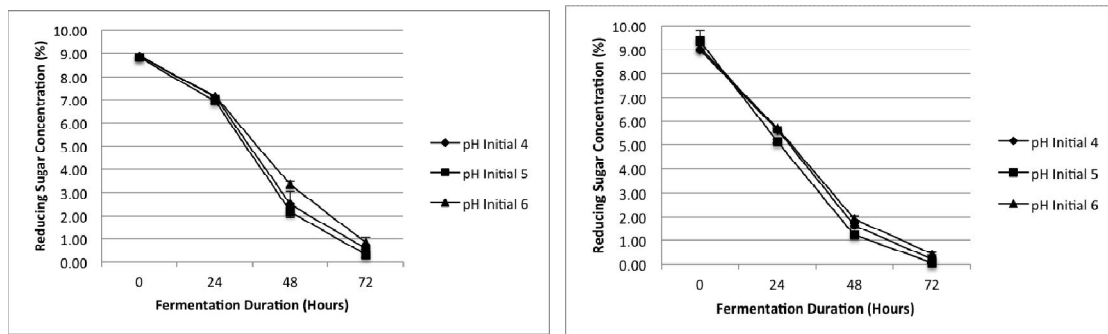 10.00
9.00
8.00
7.00
6.00
5.00
4.00
3.00
2.00
1.00
0.00
Reducing Sugar Concentration (%)
0 24 48 72
Fermentation Duration (Hours)
pH Initial 4
pH Initial 5
pH Initial 6
10.00
9.00
8.00
7.00
6.00
5.00
4.00
3.00
2.00
1.00
0.00
Reducing Sugar Concentration (%)
0 24 48 72
Fermentation Duration (Hours)
pH Initial 4
pH Initial 5
pH Initial 6